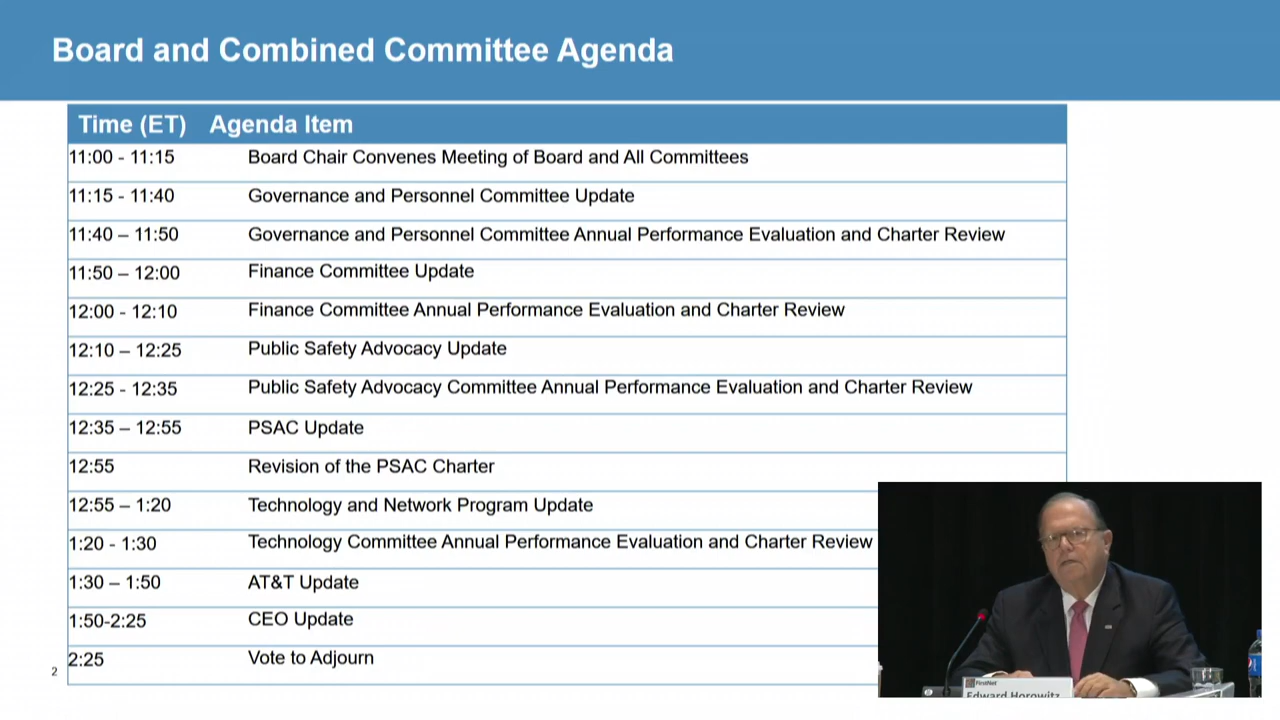 Board and Combined Committee Agenda
Time (ET) Agenda Item
11:00 - 11:15 Board Chair Convenes Meeting of Board and All Committees
11:15 - 11:40 Governance and Personnel Committee Update
11:40 – 11:50 Governance and Personnel Committee Annual Performance Evaluation and Charter Review
11:50 – 12:00 Finance Committee Update
12:00 - 12:10 Finance Committee Annual Performance Evaluation and Charter Review
12:10 – 12:25 Public Safety Advocacy Update
12:25 - 12:35 Public Safety Advocacy Committee Annual Performance Evaluation and Charter Review
12:35 – 12:55 PSAC Update
12:55 Revision of the PSAC Charter
12:55 – 1:20 Technology and Network Program Update
1:20 - 1:30 Technology Committee Annual Performance Evaluation and Charter Review
1:30 – 1:50 AT&T Update
1:50-2:25 CEO Update
2:25 Vote to Adjourn
2
FirstNet
Edward Horowitz